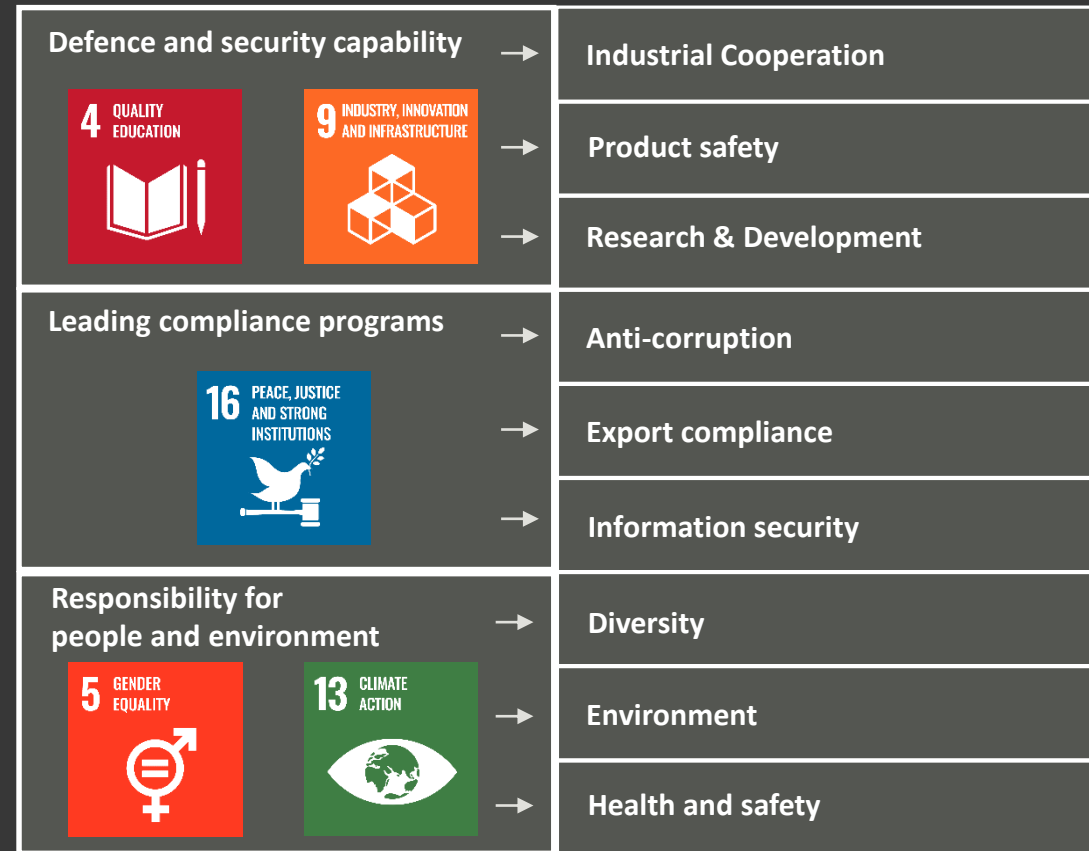 Defence and security capability
4 QUALITY
EDUCATION
9 INDUSTRY, INNOVATION
AND INFRASTRUCTURE
Industrial Cooperation
Product safety
Research & Development
Leading compliance programs
16 PEACE, JUSTICE
AND STRONG
INSTITUTIONS
Anti-corruption
Export compliance
Information security
Responsibility for
people and environment
5 GENDER
EQUALITY
13 CLIMATE
ACTION
Diversity
Environment
Health and safety